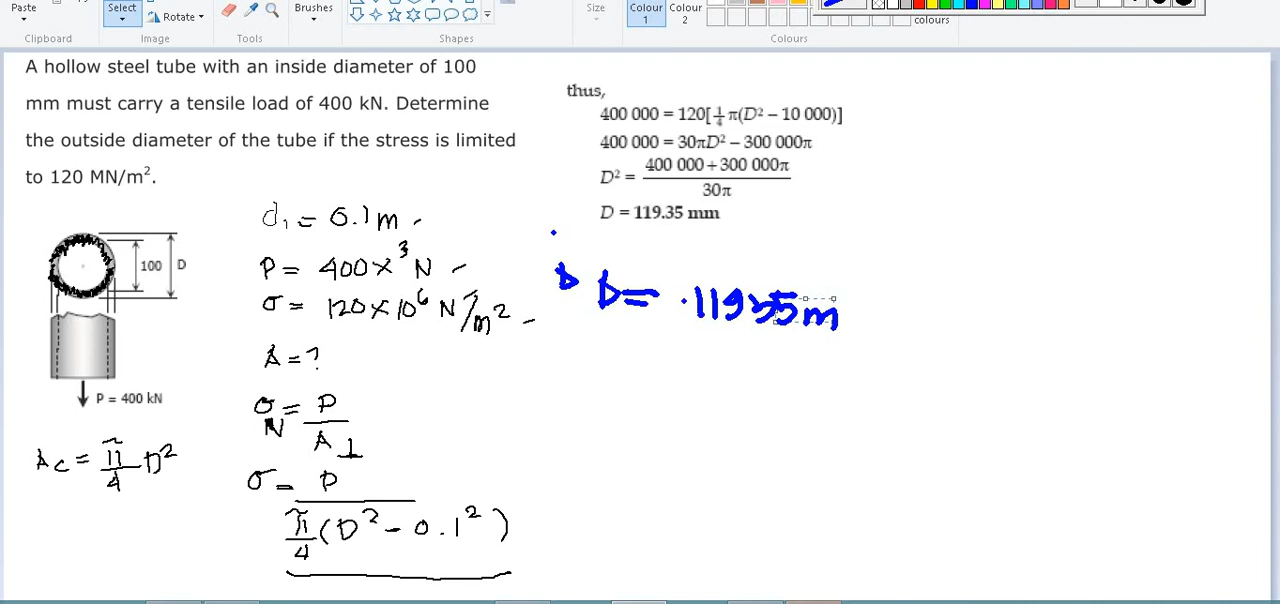 Paste
Select
Rotate
Brushes
Size
Colour
1
Colour
2
Clipboard
Image
Tools
Shapes
Colours
colours
A hollow steel tube with an inside diameter of 100
mm must carry a tensile load of 400 kN. Determine
the outside diameter of the tube if the stress is limited
to 120 MN/m².
100 D
P = 400 kN
Ac = π/4 D²
d₁ = 0.1m
P = 400×³ N
σ = 120×10⁶ N/m²
A = ?
σ_N = P/A⊥
σ = P / π/4 (D² - 0.1²)
thus,
400 000 = 120[¼ π(D² − 10 000)]
400 000 = 30πD² − 300 000π
D² = 400 000 + 300 000π / 30π
D = 119.35 mm
D D = .11935m